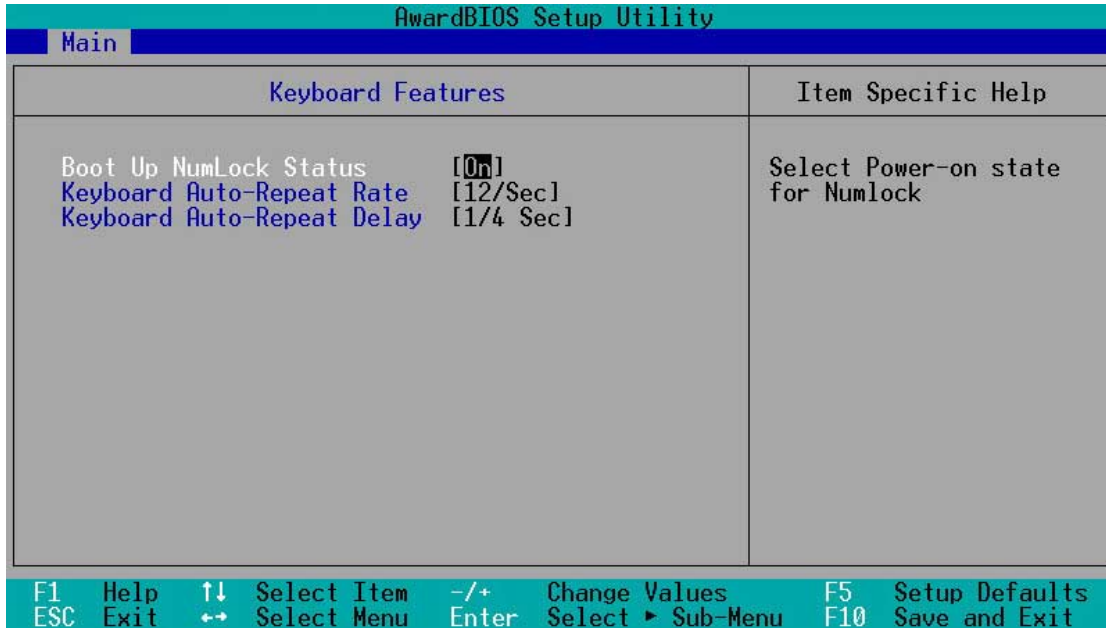 AwardBIOS Setup Utility
Main
Keyboard Features
Item Specific Help
Boot Up NumLock Status [On]
Keyboard Auto-Repeat Rate [12/Sec]
Keyboard Auto-Repeat Delay [1/4 Sec]
Select Power-on state
for Numlock
F1 Help ↑↓ Select Item -/+ Change Values F5 Setup Defaults
ESC Exit ←→ Select Menu Enter Select ► Sub-Menu F10 Save and Exit